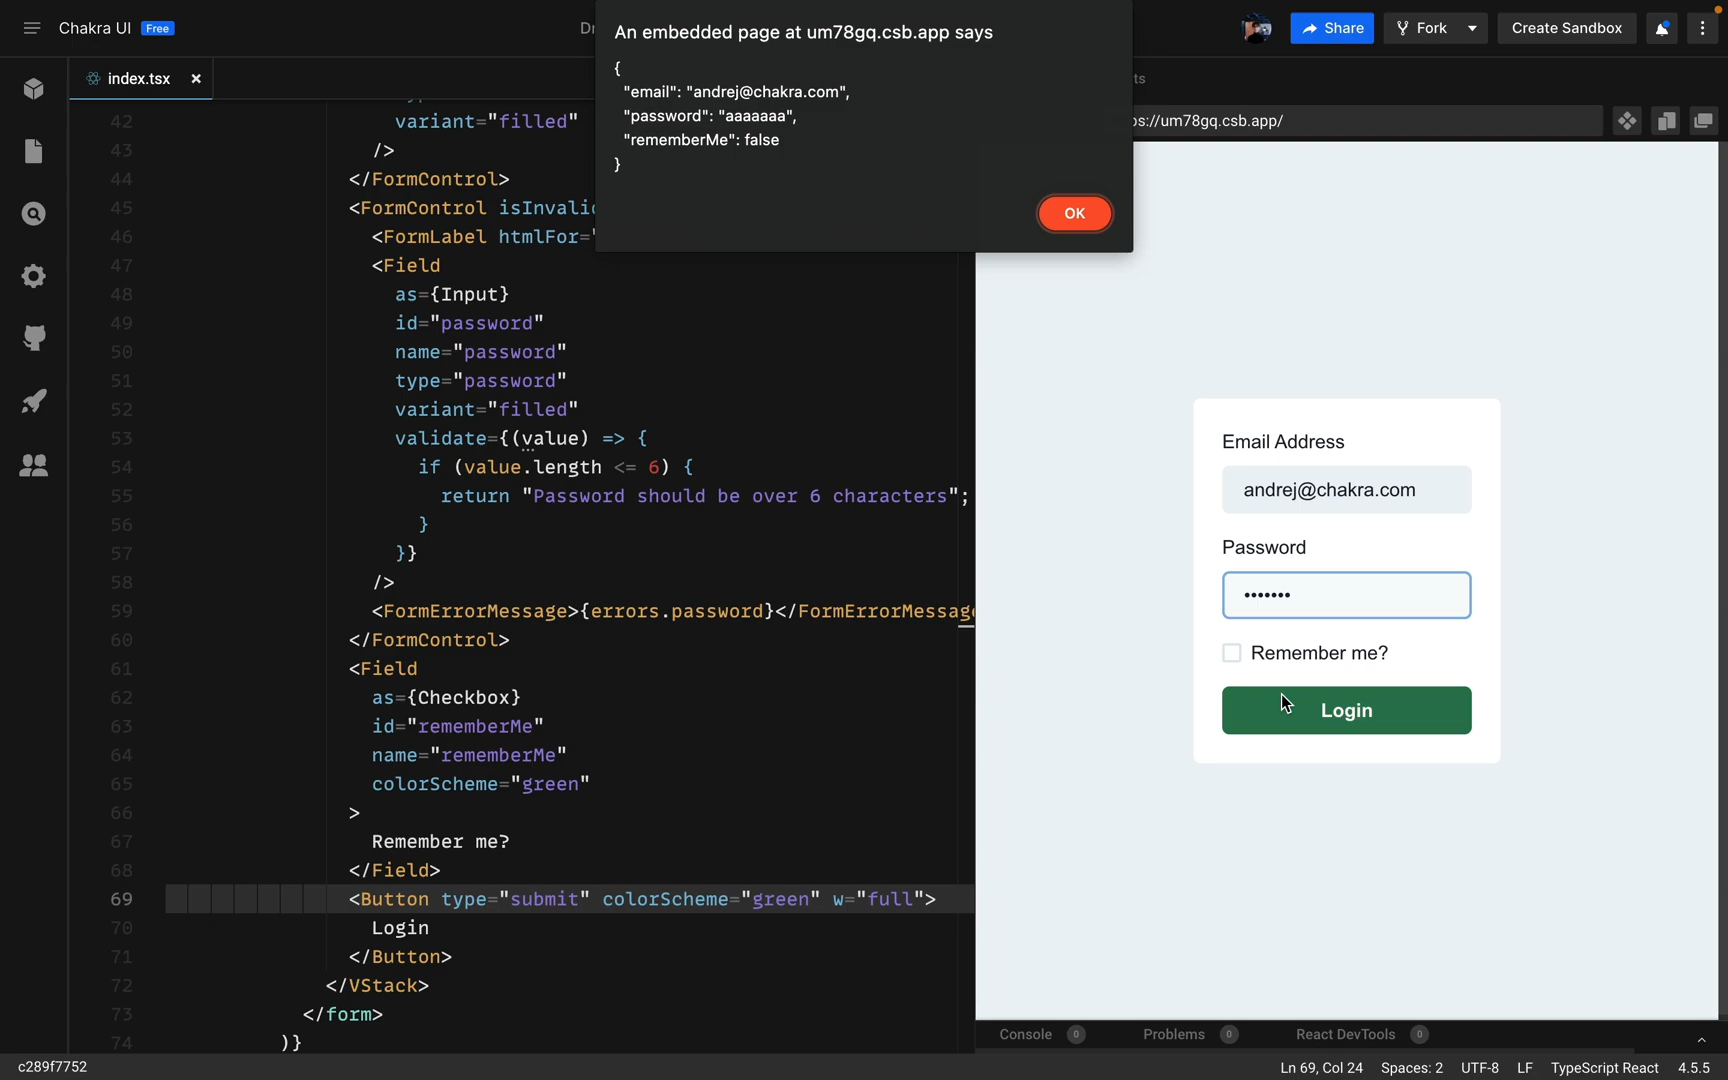 Chakra UI Free
Share
Fork
Create Sandbox
index.tsx
An embedded page at um78gq.csb.app says
{
"email": "andrej@chakra.com",
"password": "aaaaaaa",
"rememberMe": false
}
OK
s://um78gq.csb.app/
42 variant="filled"
43 />
44 </FormControl>
45 <FormControl
46 <FormLabel htmlFor=
47 <Field
48 as={Input}
49 id="password"
50 name="password"
51 type="password"
52 variant="filled"
53 validate={(value) => {
54 if (value.length <= 6) {
55 return "Password should be over 6 characters";
56 }
57 }}
58 />
59 <FormErrorMessage>{errors.password}</FormErrorMessage
60 </FormControl>
61 <Field
62 as={Checkbox}
63 id="rememberMe"
64 name="rememberMe"
65 colorScheme="green"
66 >
67 Remember me?
68 </Field>
69 <Button type="submit" colorScheme="green" w="full">
70 Login
71 </Button>
72 </VStack>
73 </form>
74 )}
Email Address
andrej@chakra.com
Password
•••••••
Remember me?
Login
Console 0
Problems 0
React DevTools 0
c289f7752
Ln 69, Col 24
Spaces: 2
UTF-8
LF
TypeScript React
4.5.5